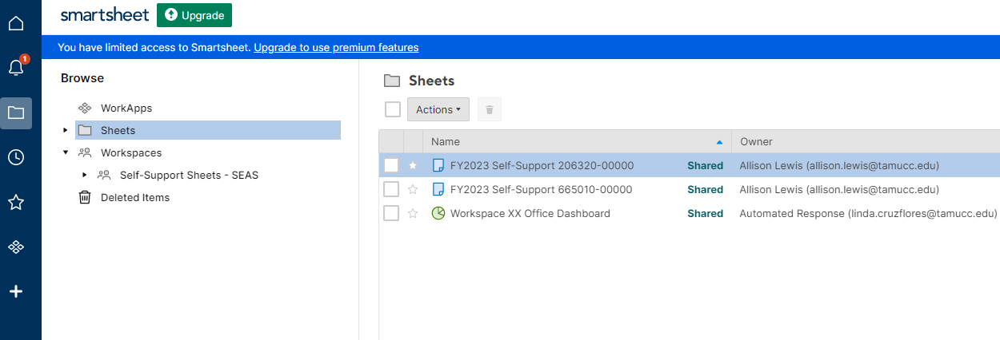 smartsheet Upgrade
You have limited access to Smartsheet. Upgrade to use premium features
1
Browse
WorkApps
Sheets
Workspaces
Self-Support Sheets - SEAS
Deleted Items
Sheets
Actions
Name Owner
FY2023 Self-Support 206320-00000 Shared Allison Lewis (allison.lewis@tamucc.edu)
FY2023 Self-Support 665010-00000 Shared Allison Lewis (allison.lewis@tamucc.edu)
Workspace XX Office Dashboard Shared Automated Response (linda.cruzflores@tamucc.edu)